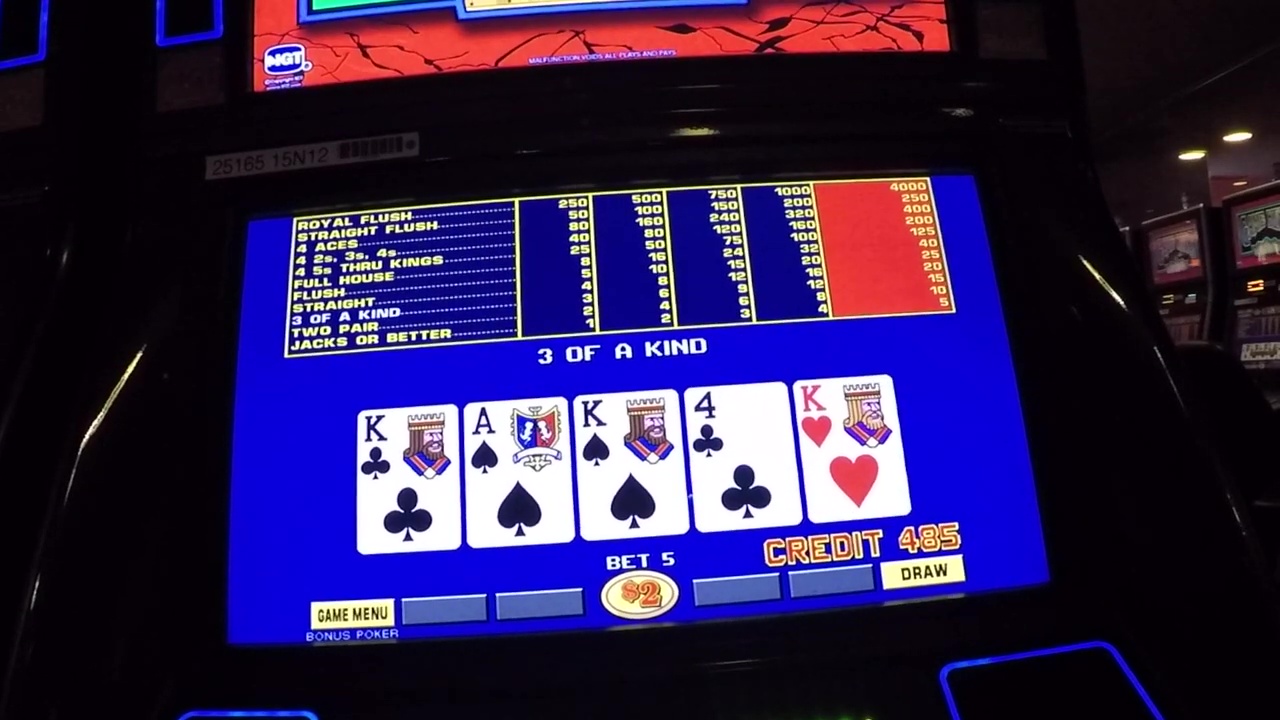 IGT
MALFUNCTION VOIDS ALL PLAYS AND PAYS
25165 15N12
ROYAL FLUSH 250 500 750 1000 4000
STRAIGHT FLUSH 50 100 150 200 250
4 ACES 80 160 240 320 400
4 2s, 3s, 4s 40 80 120 160 200
4 5s THRU KINGS 25 50 75 100 125
FULL HOUSE 8 16 24 32 40
FLUSH 5 10 15 20 25
STRAIGHT 4 8 12 16 20
3 OF A KIND 3 6 9 12 15
TWO PAIR 2 4 6 8 10
JACKS OR BETTER 1 2 3 4 5
3 OF A KIND
K A K 4 K
BET 5
CREDIT 485
GAME MENU
$2
DRAW
BONUS POKER